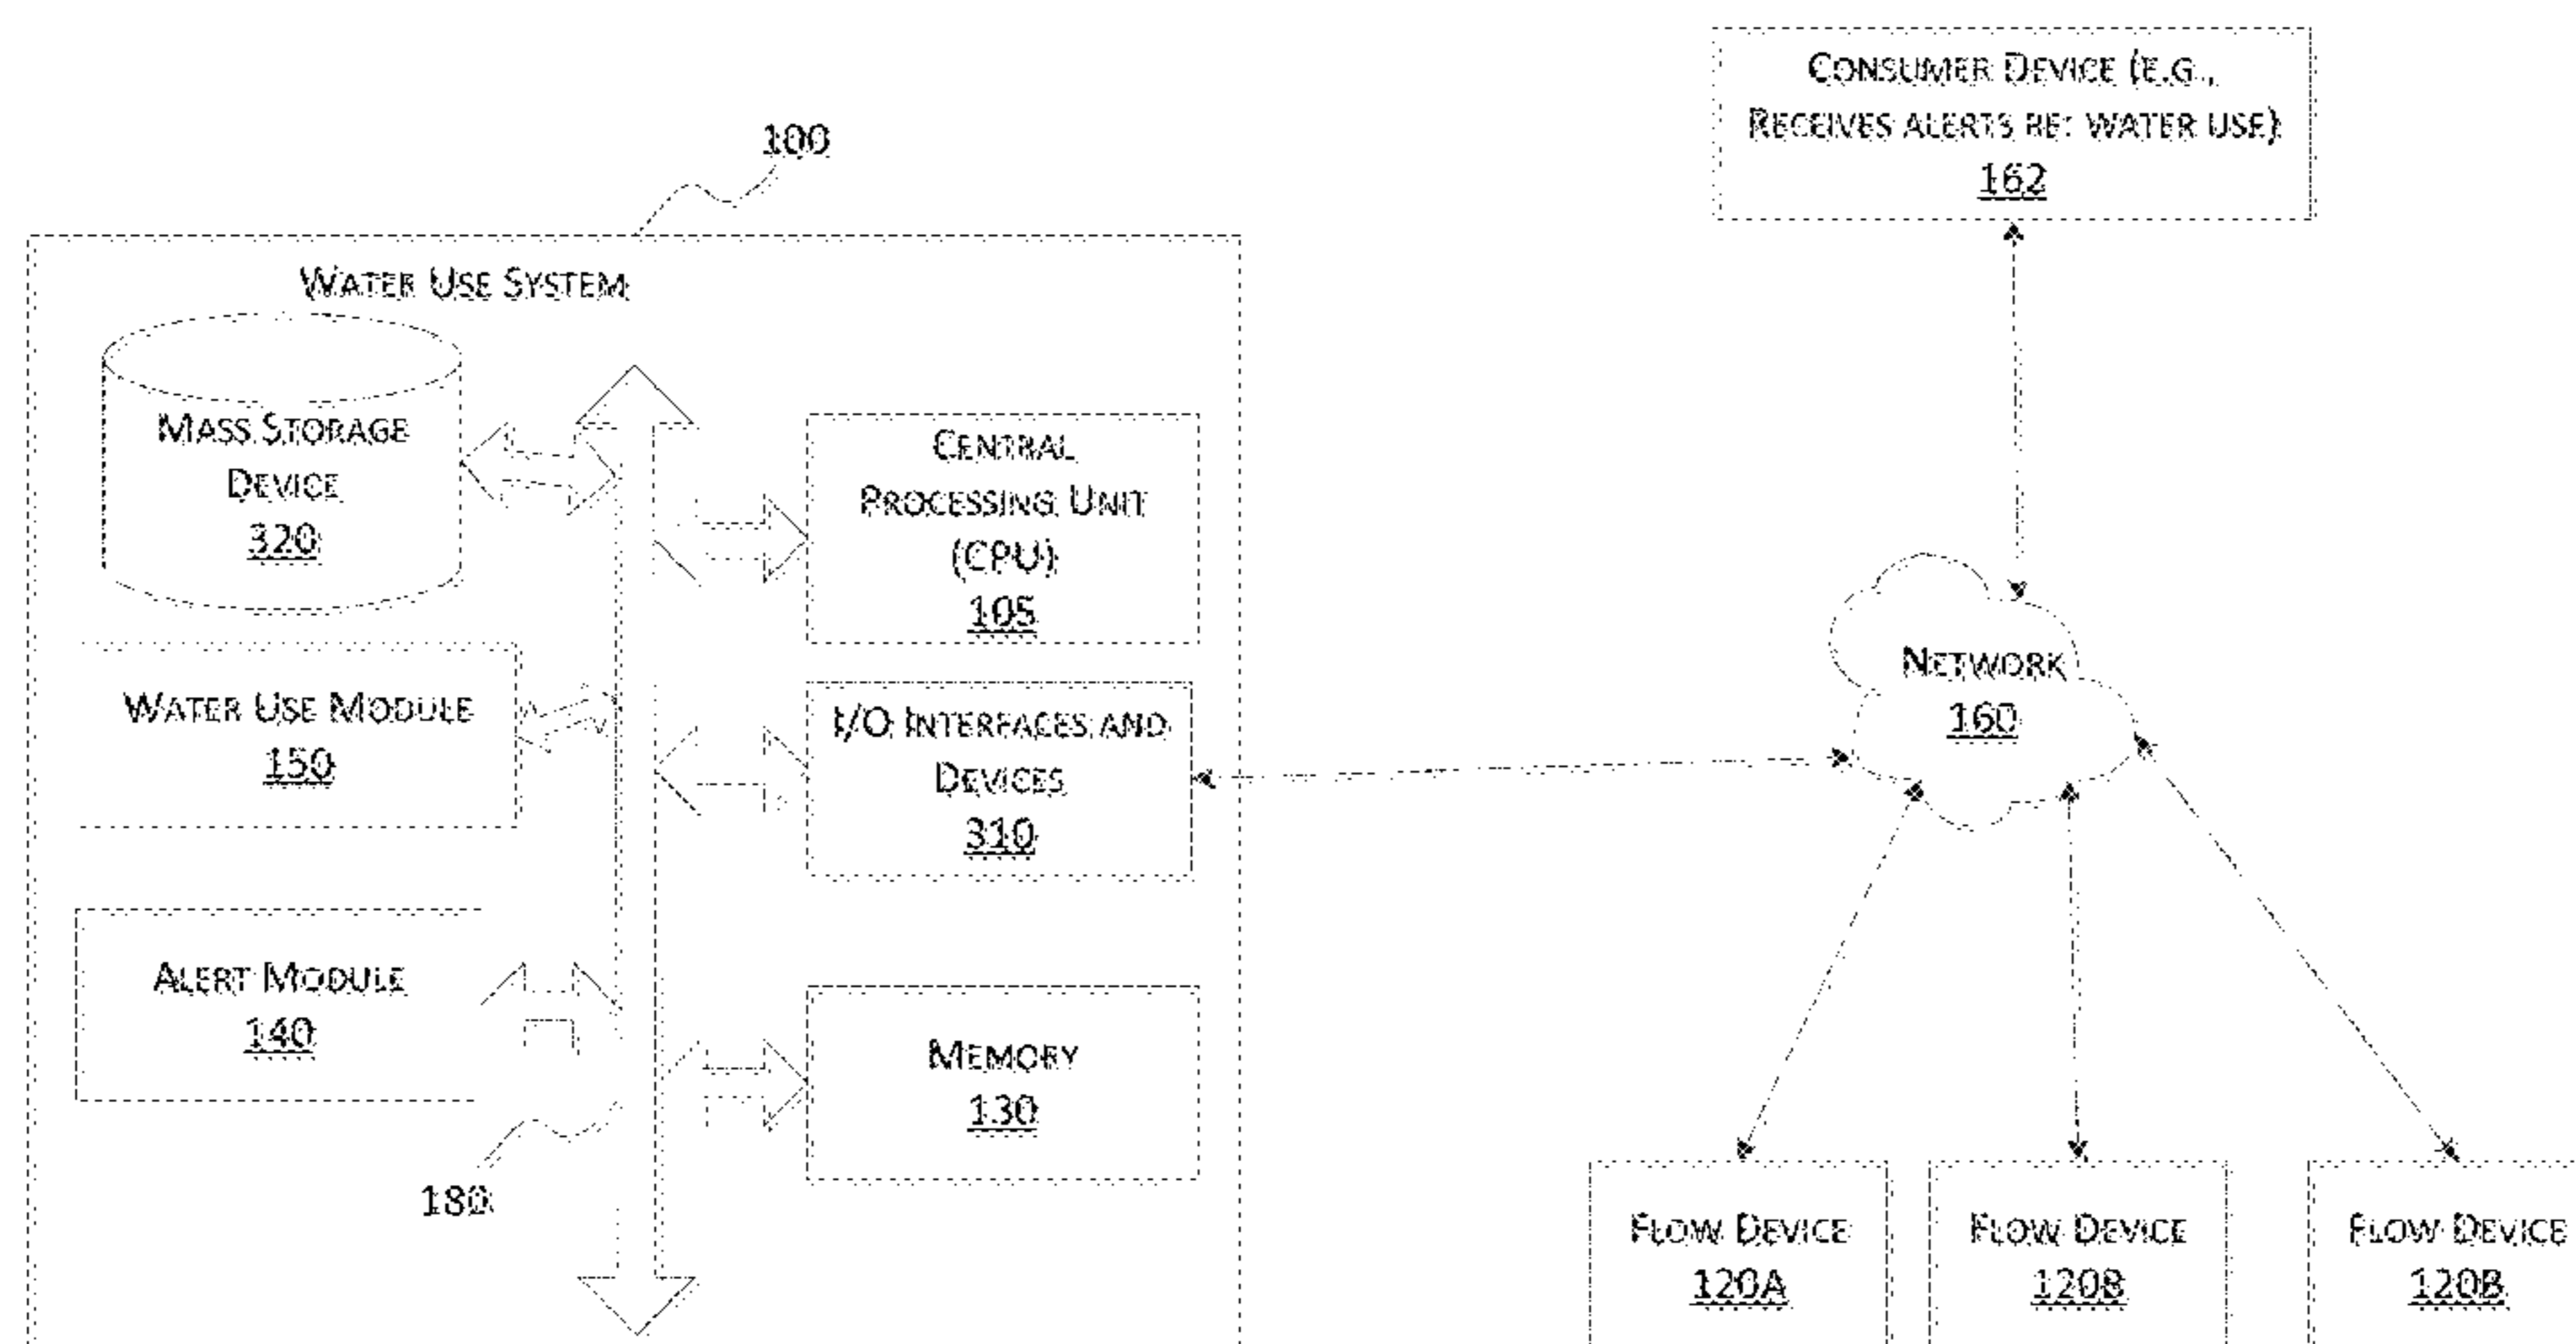 100
WATER USE SYSTEM
MASS STORAGE
DEVICE
320
CENTRAL
PROCESSING UNIT
(CPU)
105
WATER USE MODULE
150
I/O INTERFACES AND
DEVICES
310
ALERT MODULE
140
MEMORY
130
180
CONSUMER DEVICE (E.G.,
RECEIVES ALERTS RE: WATER USE)
162
NETWORK
160
FLOW DEVICE
120A
FLOW DEVICE
120B
FLOW DEVICE
120B